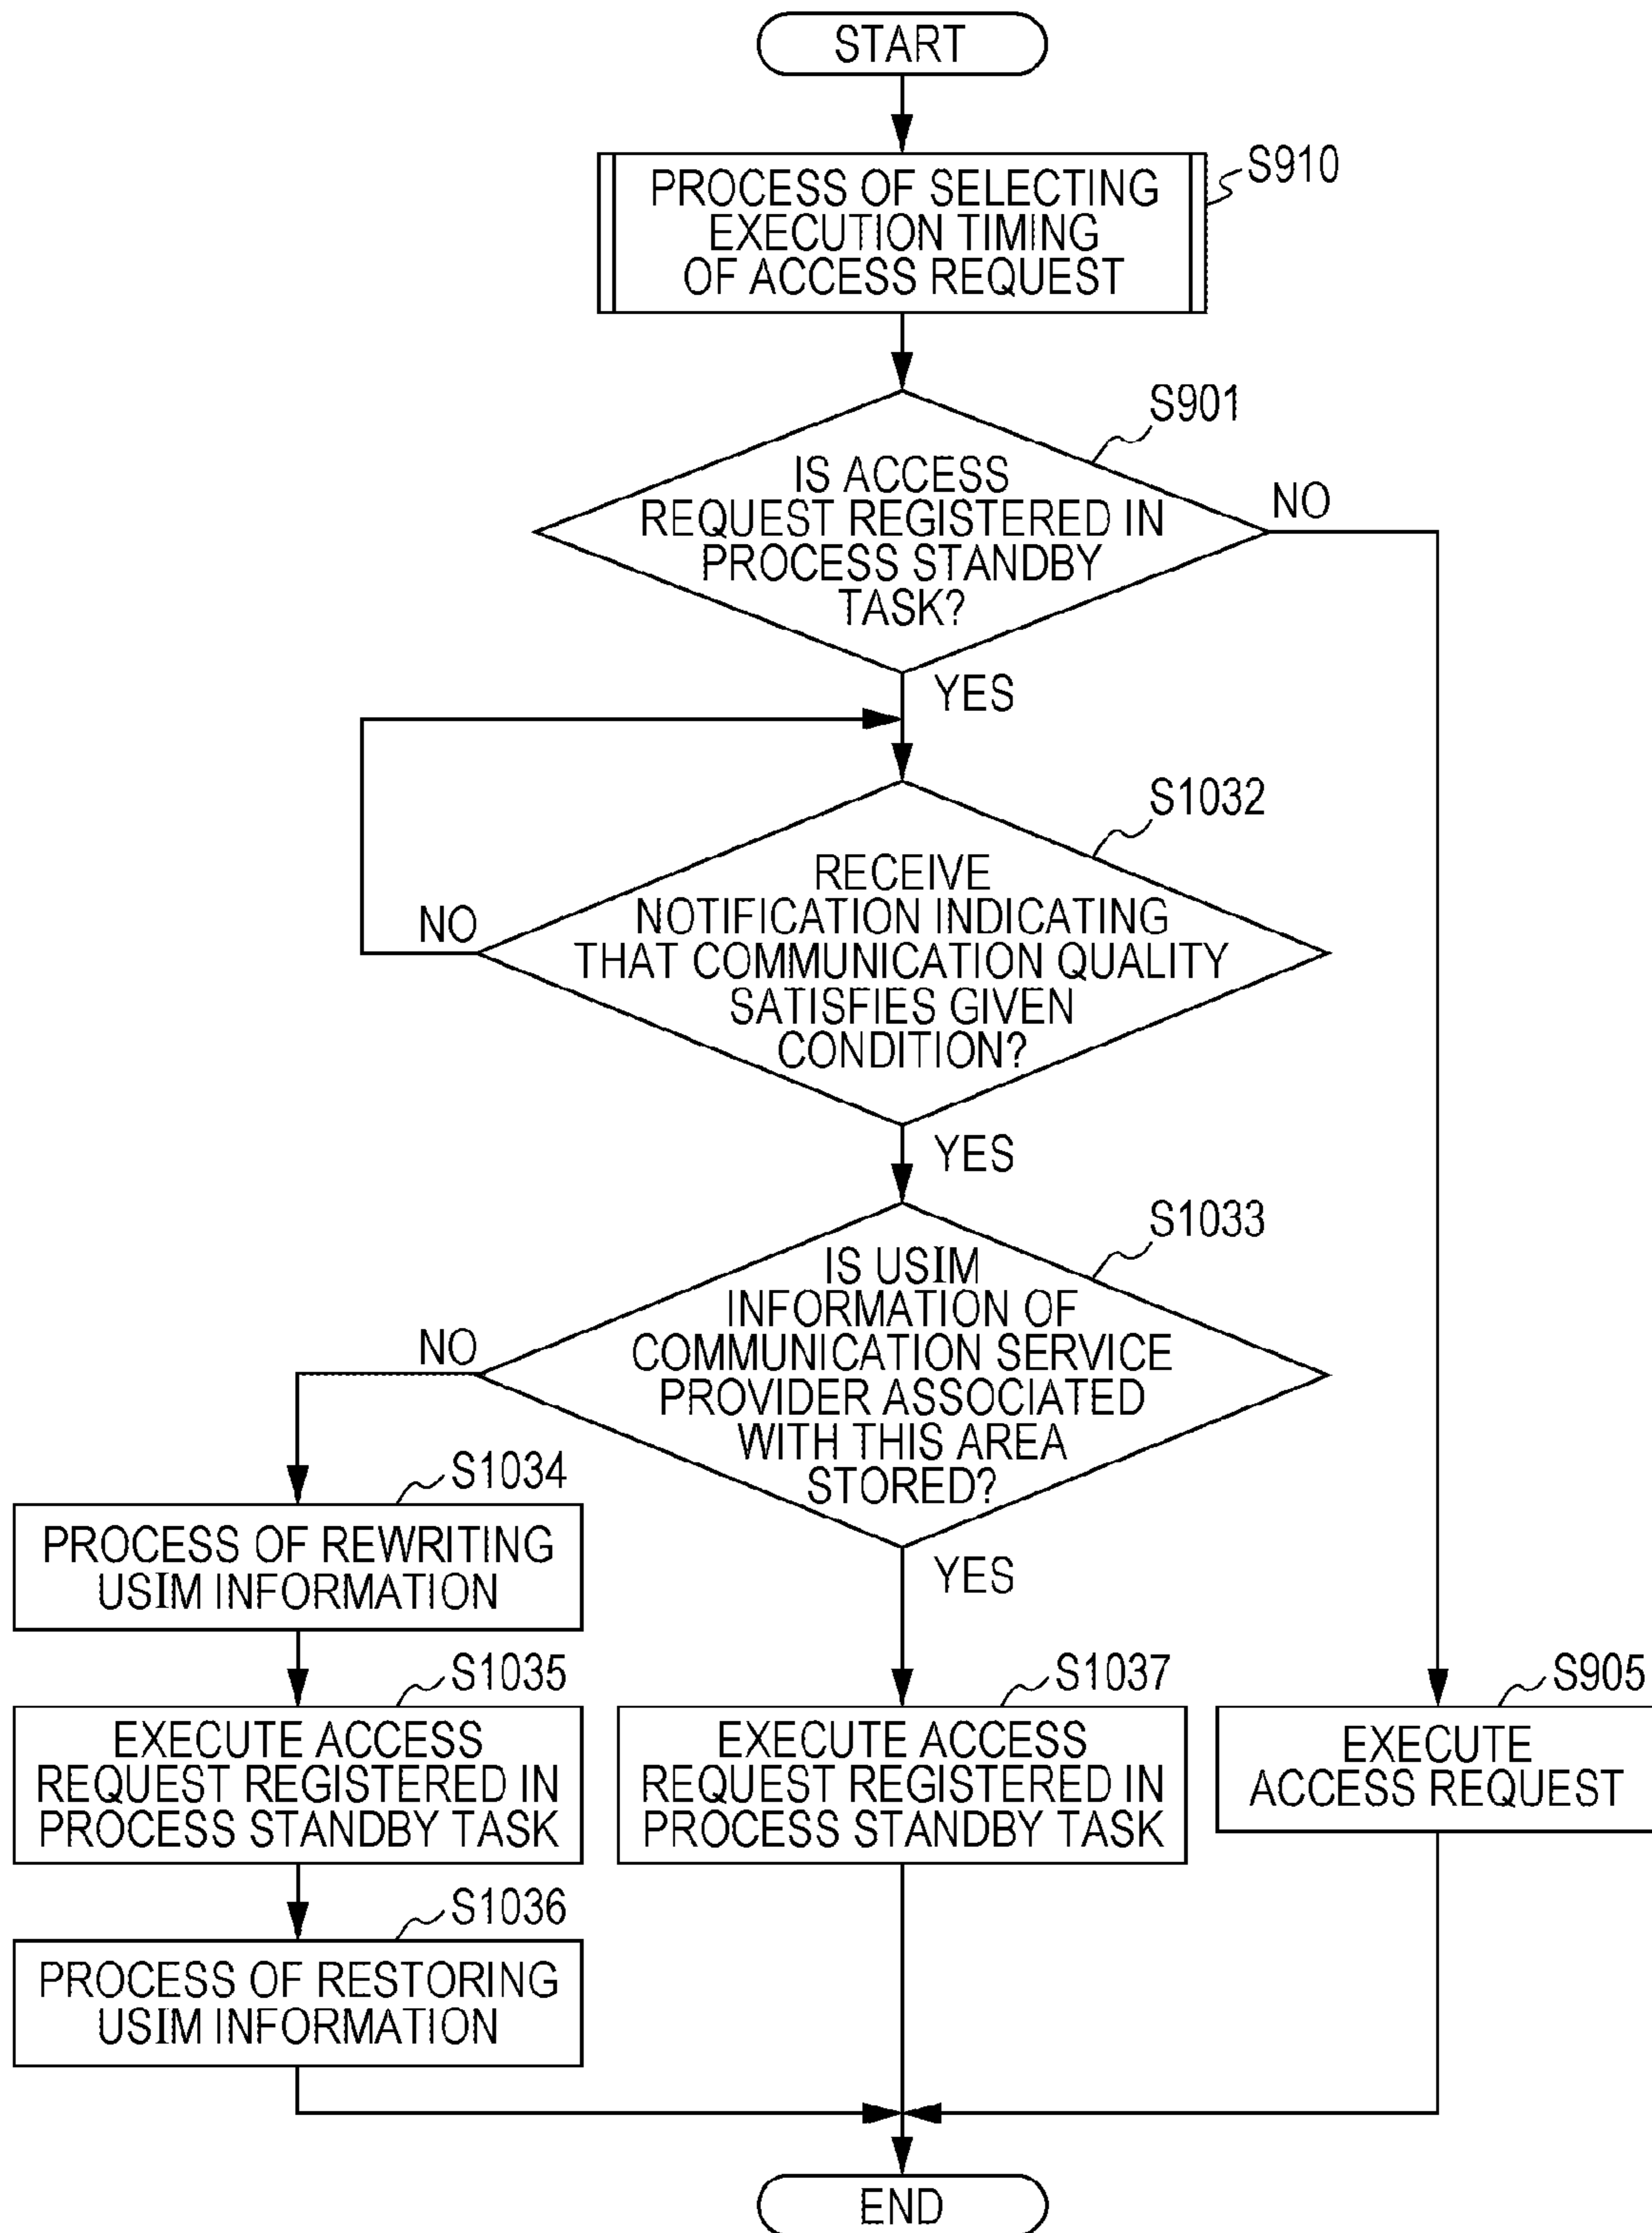 START
S910
PROCESS OF SELECTING
EXECUTION TIMING
OF ACCESS REQUEST
S901
IS ACCESS
REQUEST REGISTERED IN
PROCESS STANDBY
TASK?
NO
YES
S1032
RECEIVE
NOTIFICATION INDICATING
THAT COMMUNICATION QUALITY
SATISFIES GIVEN
CONDITION?
NO
YES
S1033
IS USIM
INFORMATION OF
COMMUNICATION SERVICE
PROVIDER ASSOCIATED
WITH THIS AREA
STORED?
NO
YES
S1034
PROCESS OF REWRITING
USIM INFORMATION
S1035
EXECUTE ACCESS
REQUEST REGISTERED IN
PROCESS STANDBY TASK
S1037
EXECUTE ACCESS
REQUEST REGISTERED IN
PROCESS STANDBY TASK
S905
EXECUTE
ACCESS REQUEST
S1036
PROCESS OF RESTORING
USIM INFORMATION
END